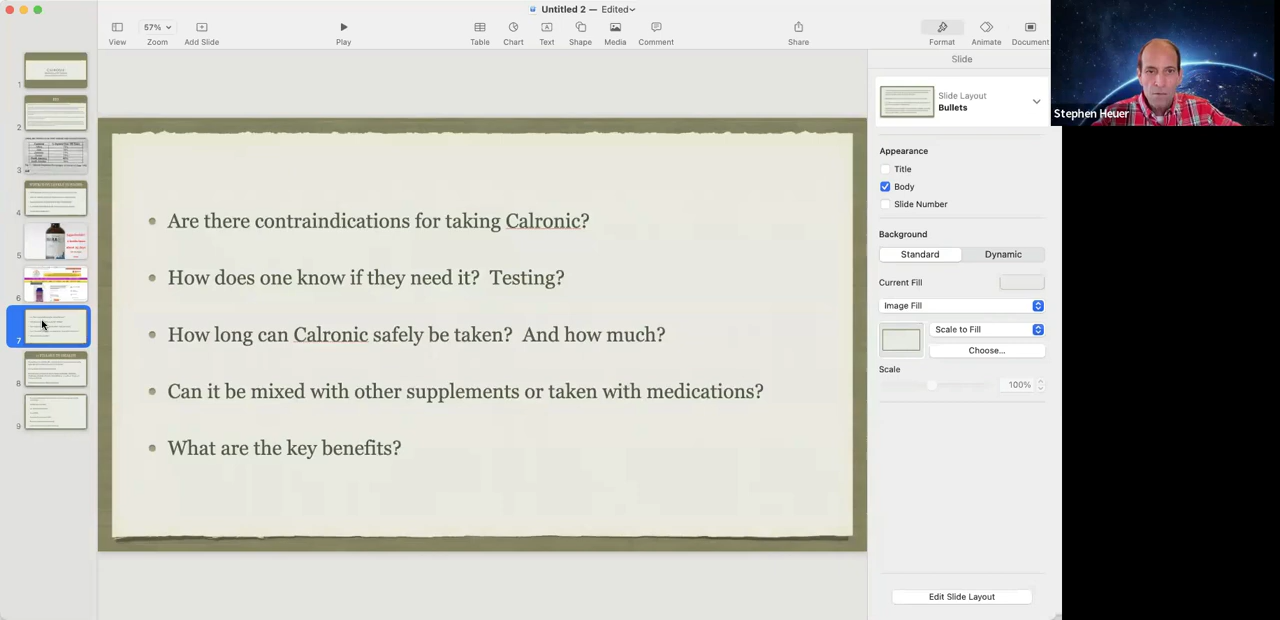 Untitled 2 — Edited
57%
View
Zoom
Add Slide
Play
Table
Chart
Text
Shape
Media
Comment
Share
Format
Animate
Document
Stephen Heuer
Slide
Slide Layout
Bullets
Appearance
Title
Body
Slide Number
Background
Standard
Dynamic
Current Fill
Image Fill
Scale to Fill
Choose...
Scale
100%
Edit Slide Layout
1
2
3
4
5
6
7
8
9
Are there contraindications for taking Calronic?
How does one know if they need it? Testing?
How long can Calronic safely be taken? And how much?
Can it be mixed with other supplements or taken with medications?
What are the key benefits?